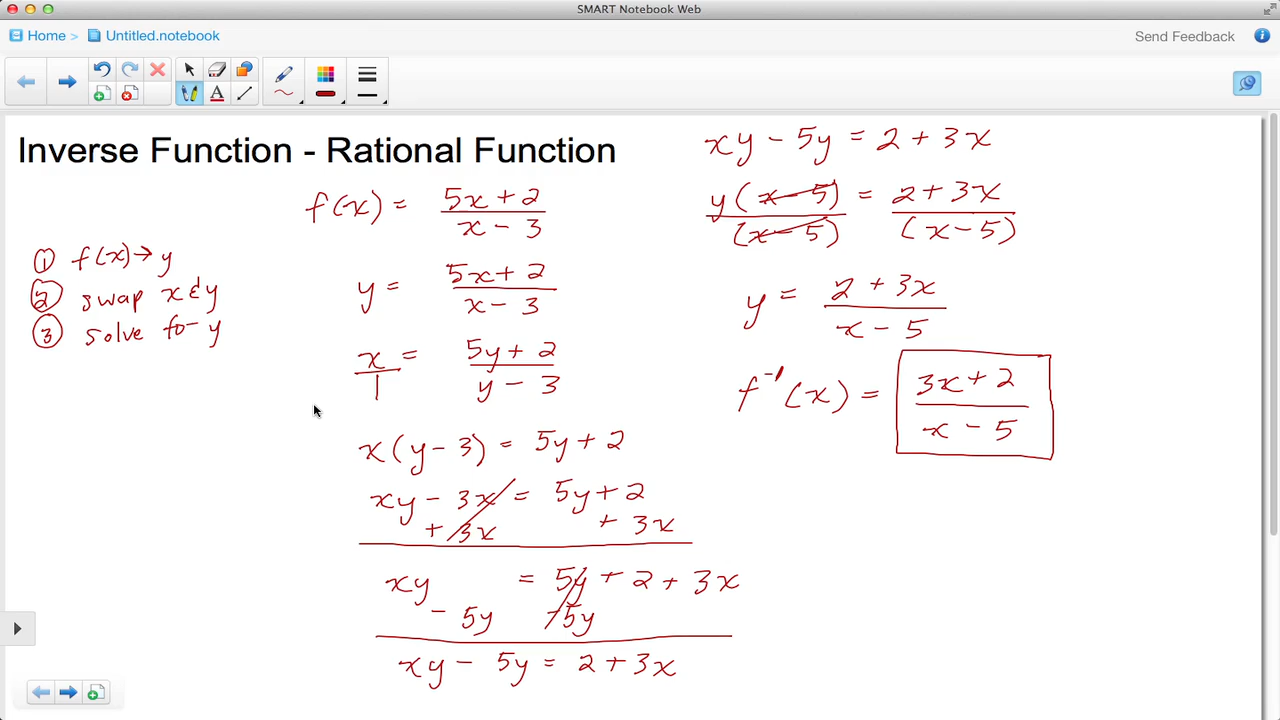 SMART Notebook Web
Home > Untitled.notebook
Send Feedback
Inverse Function - Rational Function
① f(x) → y
② swap x & y
③ solve for y
f(x) = (5x + 2)/(x - 3)
y = (5x + 2)/(x - 3)
x/1 = (5y + 2)/(y - 3)
x(y - 3) = 5y + 2
xy - 3x = 5y + 2
+ 3x + 3x
xy = 5y + 2 + 3x
- 5y -5y
xy - 5y = 2 + 3x
xy - 5y = 2 + 3x
y(x - 5)/(x - 5) = (2 + 3x)/(x - 5)
y = (2 + 3x)/(x - 5)
f⁻¹(x) = (3x + 2)/(x - 5)